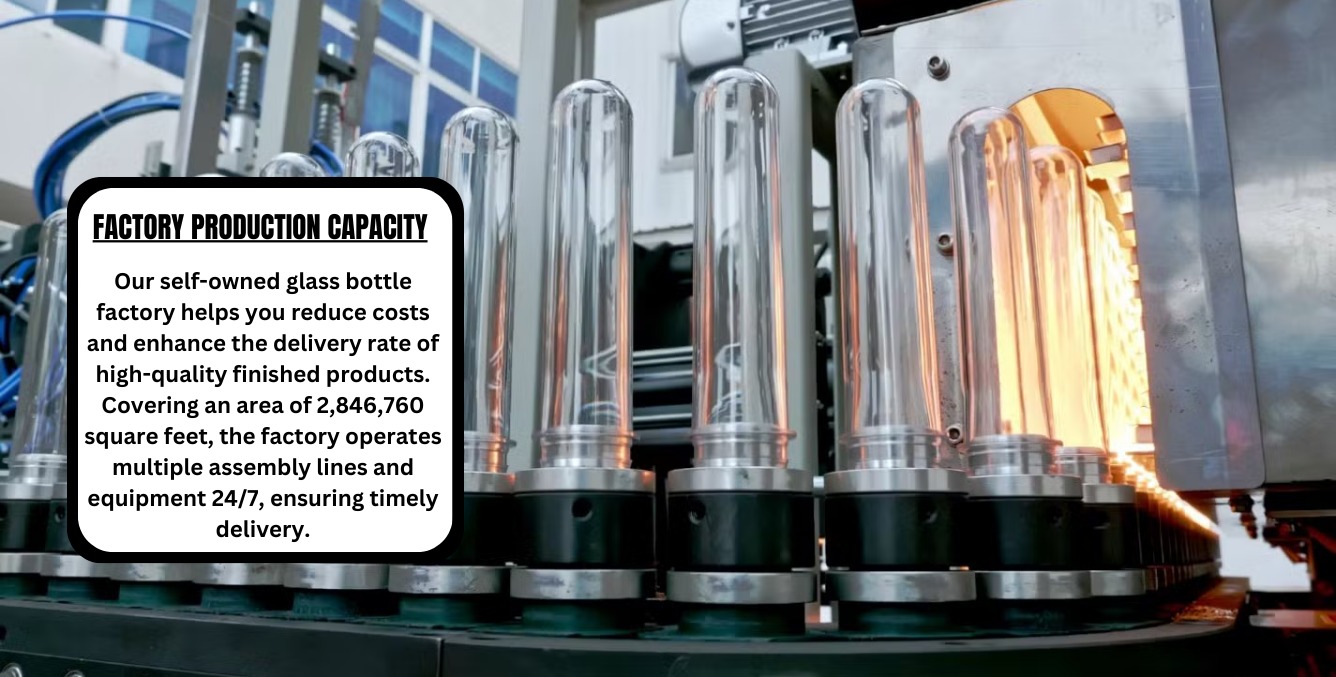 FACTORY PRODUCTION CAPACITY
Our self-owned glass bottle
factory helps you reduce costs
and enhance the delivery rate of
high-quality finished products.
Covering an area of 2,846,760
square feet, the factory operates
multiple assembly lines and
equipment 24/7, ensuring timely
delivery.